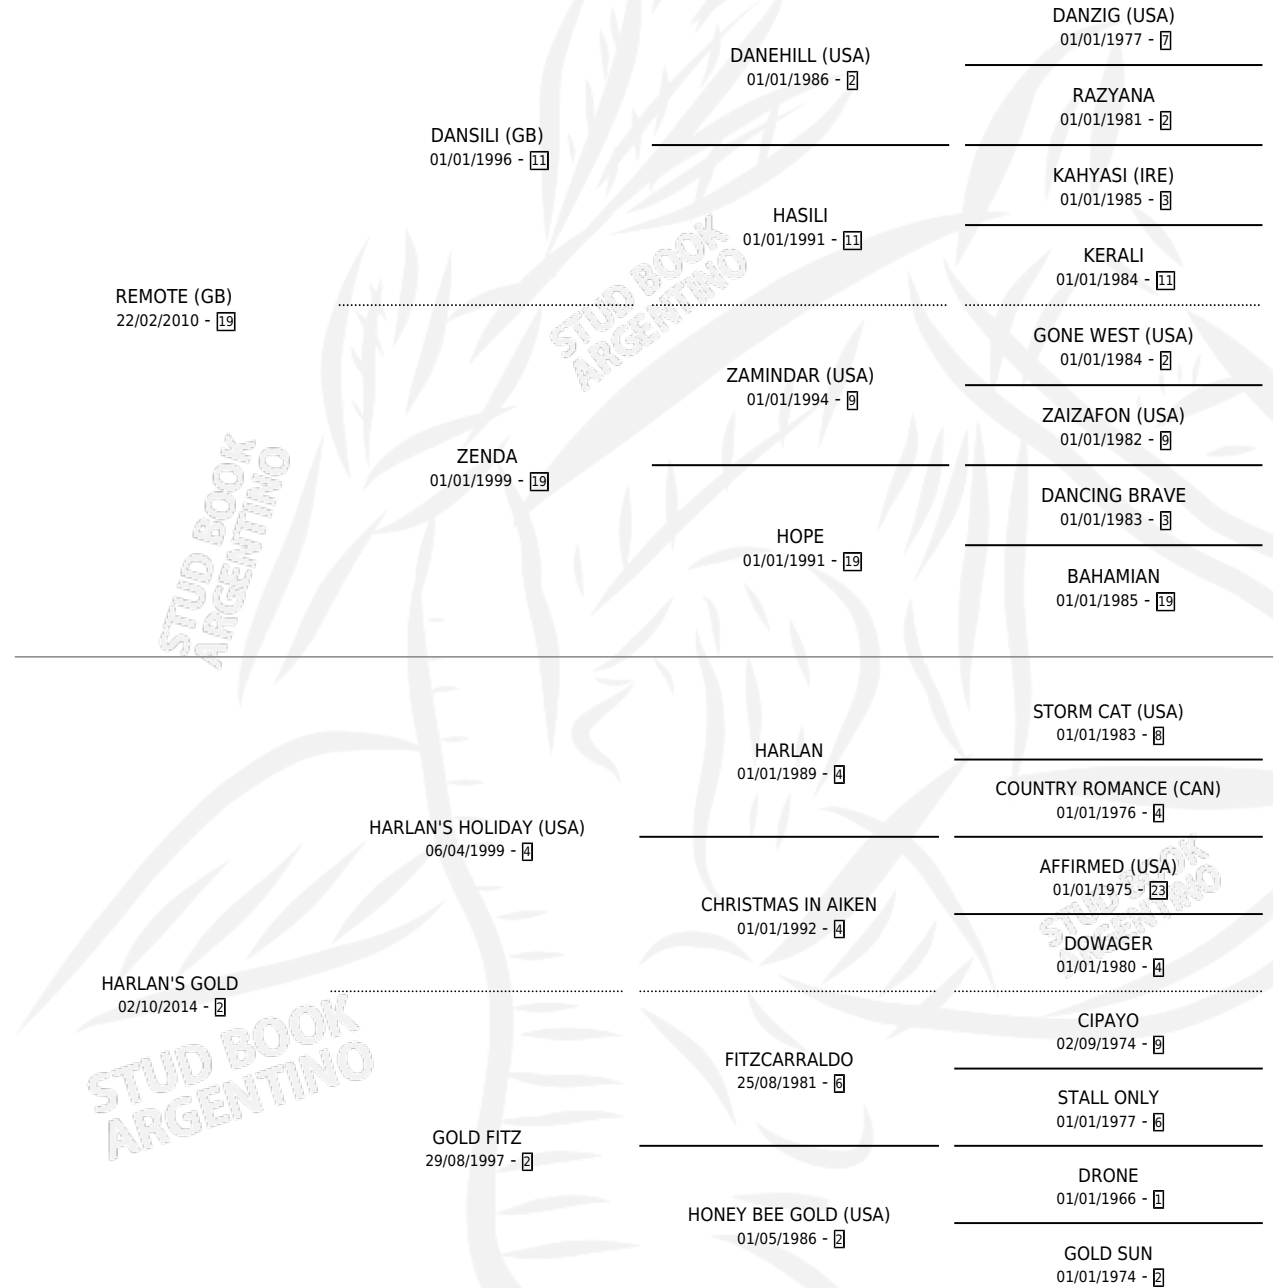 DANZIG (USA)
01/01/1977 - 7
DANEHILL (USA)
01/01/1986 - 2
RAZYANA
01/01/1981 - 2
DANSILI (GB)
01/01/1996 - 11
KAHYASI (IRE)
01/01/1985 - 3
HASILI
01/01/1991 - 11
KERALI
01/01/1984 - 11
REMOTE (GB)
22/02/2010 - 19
GONE WEST (USA)
01/01/1984 - 2
ZAMINDAR (USA)
01/01/1994 - 9
ZAIZAFON (USA)
01/01/1982 - 9
ZENDA
01/01/1999 - 19
DANCING BRAVE
01/01/1983 - 3
HOPE
01/01/1991 - 19
BAHAMIAN
01/01/1985 - 19
STORM CAT (USA)
01/01/1983 - 8
HARLAN
01/01/1989 - 4
COUNTRY ROMANCE (CAN)
01/01/1976 - 4
HARLAN'S HOLIDAY (USA)
06/04/1999 - 4
AFFIRMED (USA)
01/01/1975 - 23
CHRISTMAS IN AIKEN
01/01/1992 - 4
DOWAGER
01/01/1980 - 4
HARLAN'S GOLD
02/10/2014 - 2
CIPAYO
02/09/1974 - 9
FITZCARRALDO
25/08/1981 - 6
STALL ONLY
01/01/1977 - 6
GOLD FITZ
29/08/1997 - 2
DRONE
01/01/1966 - 1
HONEY BEE GOLD (USA)
01/05/1986 - 2
GOLD SUN
01/01/1974 - 2
STUD BOOK
ARGENTINO
STUD BOOK
ARGENTINO
STUD BOOK
ARGENTINO
STUD BOOK
ARGENTINO